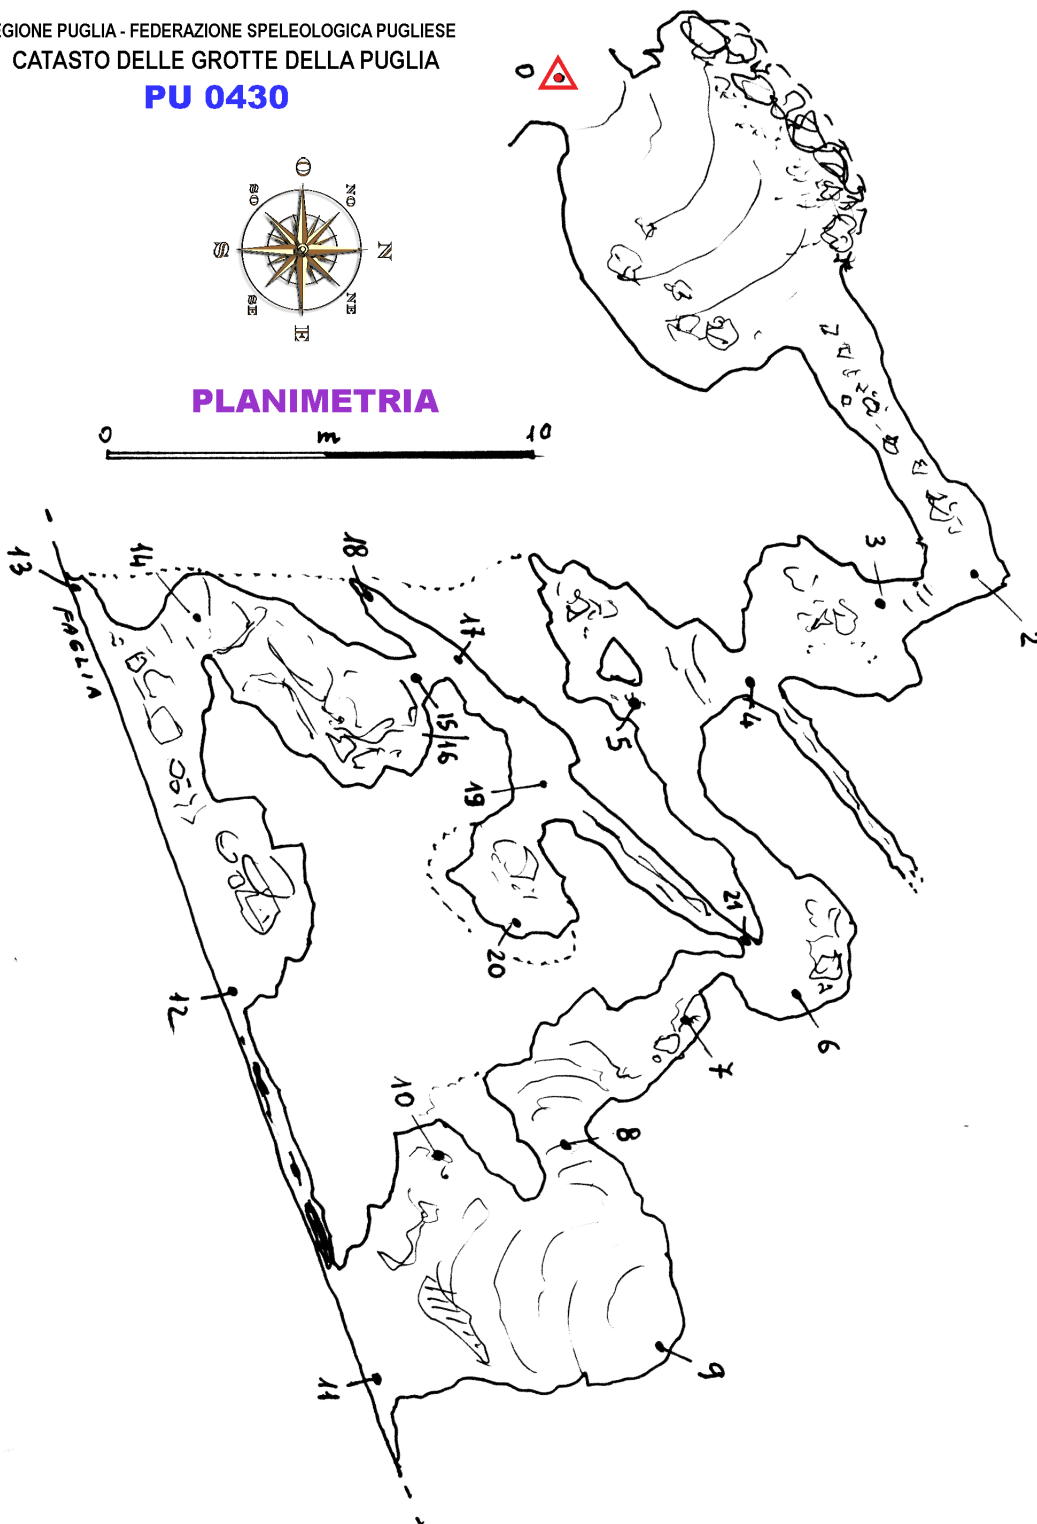 EGIONE PUGLIA - FEDERAZIONE SPELEOLOGICA PUGLIESE
CATASTO DELLE GROTTE DELLA PUGLIA
PU 0430
0
O
SO
NO
S
N
SE
NE
E
PLANIMETRIA
0
m
10
13
14
18
3
2
FAGLIA
17
15/16
5
4
19
21
20
12
6
7
10
8
9
11